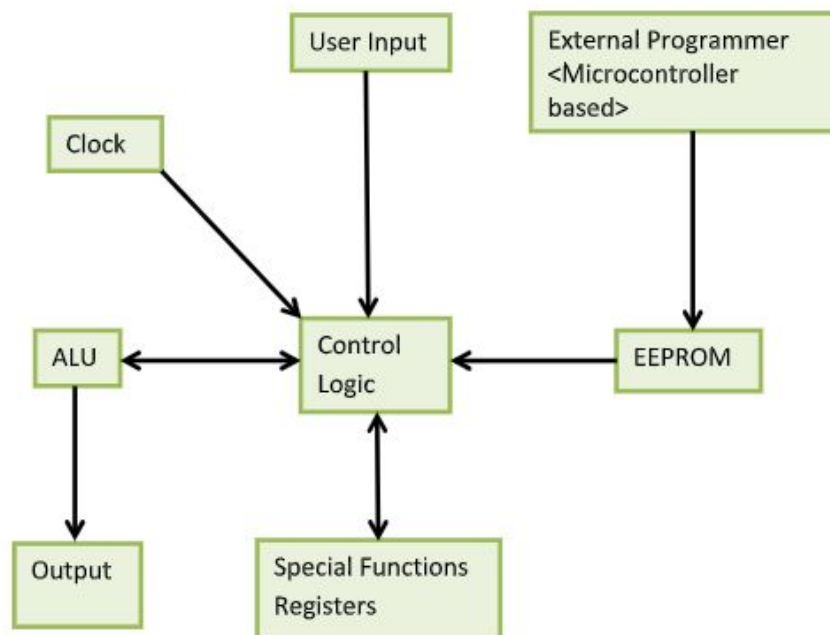 User Input
External Programmer
<Microcontroller
based>
Clock
ALU
Control
Logic
EEPROM
Output
Special Functions
Registers